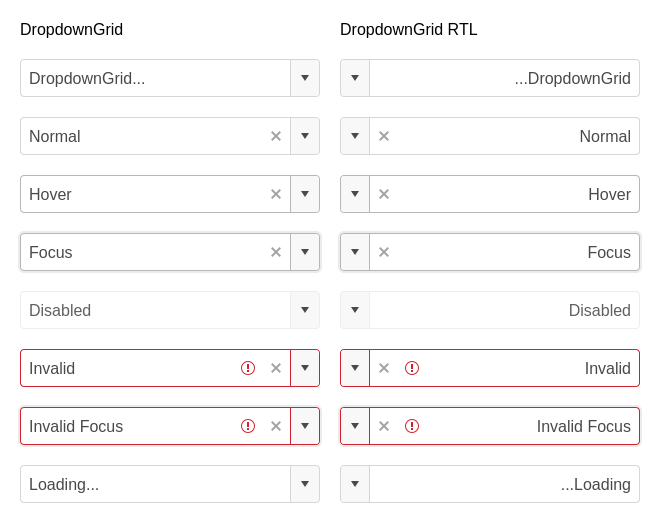 DropdownGrid
DropdownGrid...
Normal
Hover
Focus
Disabled
Invalid
Invalid Focus
Loading...
DropdownGrid RTL
...DropdownGrid
Normal
Hover
Focus
Disabled
Invalid
Invalid Focus
...Loading